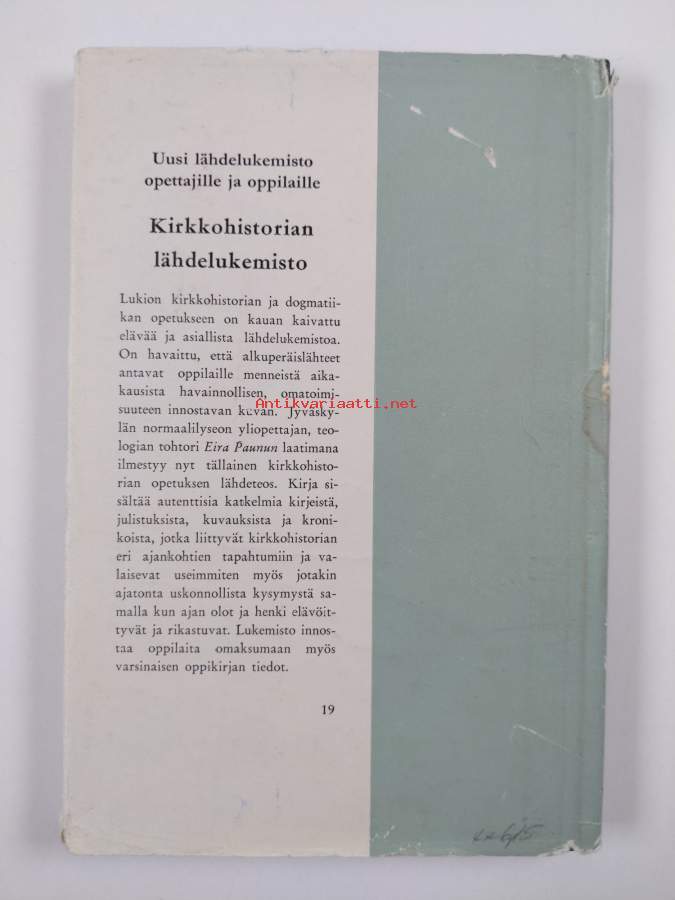 Uusi lähdelukemisto
opettajille ja oppilaille
Kirkkohistorian
lähdelukemisto
Lukion kirkkohistorian ja dogmatii-
kan opetukseen on kauan kaivattu
elävää ja asiallista lähdelukemistoa.
On havaittu, että alkuperäislähteet
antavat oppilaille menneistä aika-
kausista havainnollisen, omatoimi-
suuteen innostavan kuvan. Jyväsky-
Antikvariaatti.net
län normaalilyseon yliopettajan, teo-
logian tohtori Eira Paunun laatimana
ilmestyy nyt tällainen kirkkohisto-
rian opetuksen lähdeteos. Kirja si-
sältää autenttisia katkelmia kirjeistä,
julistuksista, kuvauksista ja kroni-
koista, jotka liittyvät kirkkohistorian
eri ajankohtien tapahtumiin ja va-
laisevat useimmiten myös jotakin
ajatonta uskonnollista kysymystä sa-
malla kun ajan olot ja henki elävöit-
tyvät ja rikastuvat. Lukemisto innos-
taa oppilaita omaksumaan myös
varsinaisen oppikirjan tiedot.
19